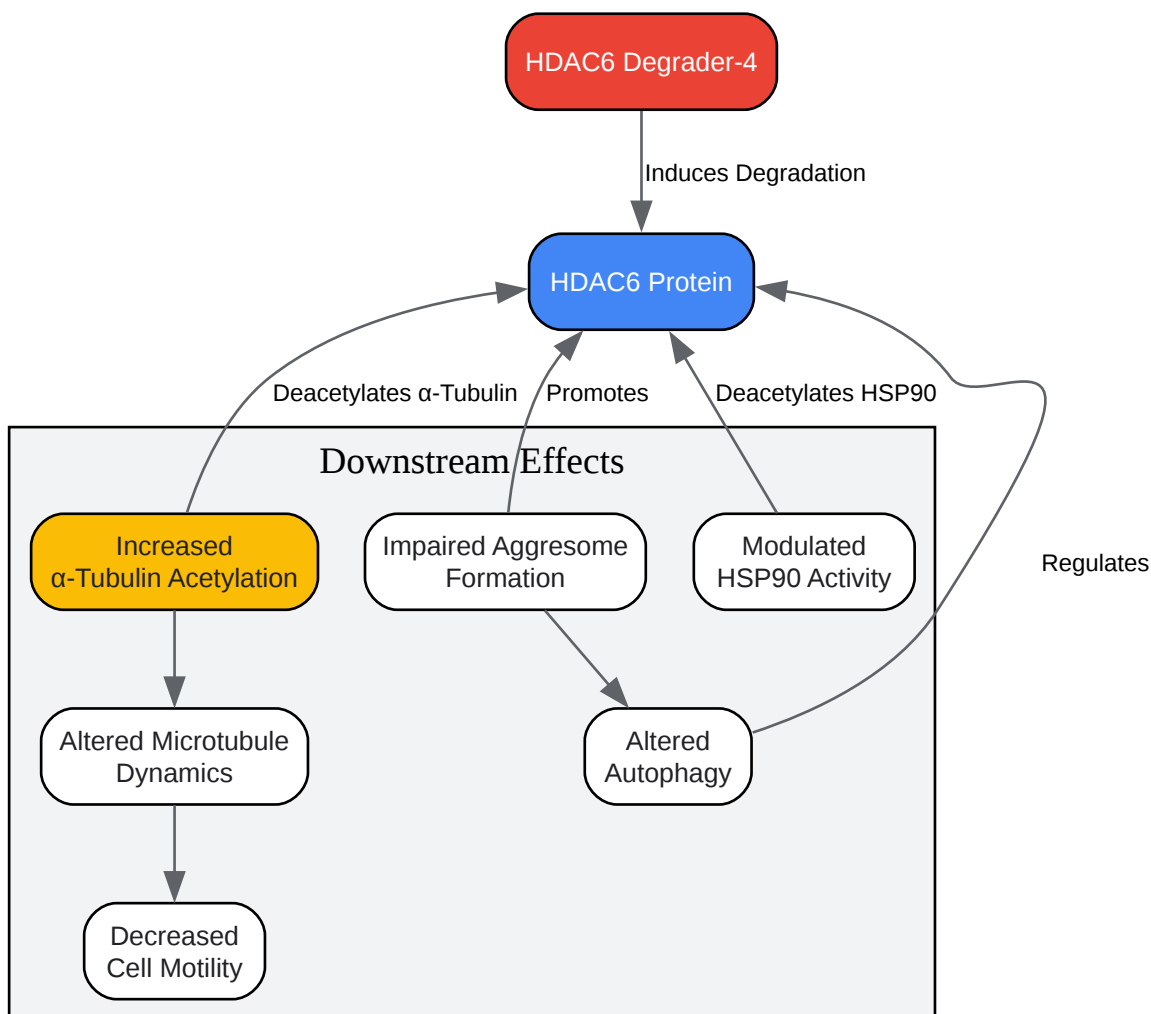 HDAC6 Degrader-4
Induces Degradation
HDAC6 Protein
Deacetylates α-Tubulin
Promotes
Deacetylates HSP90
Downstream Effects
Increased
α-Tubulin Acetylation
Impaired Aggresome
Formation
Modulated
HSP90 Activity
Regulates
Altered Microtubule
Dynamics
Altered
Autophagy
Decreased
Cell Motility